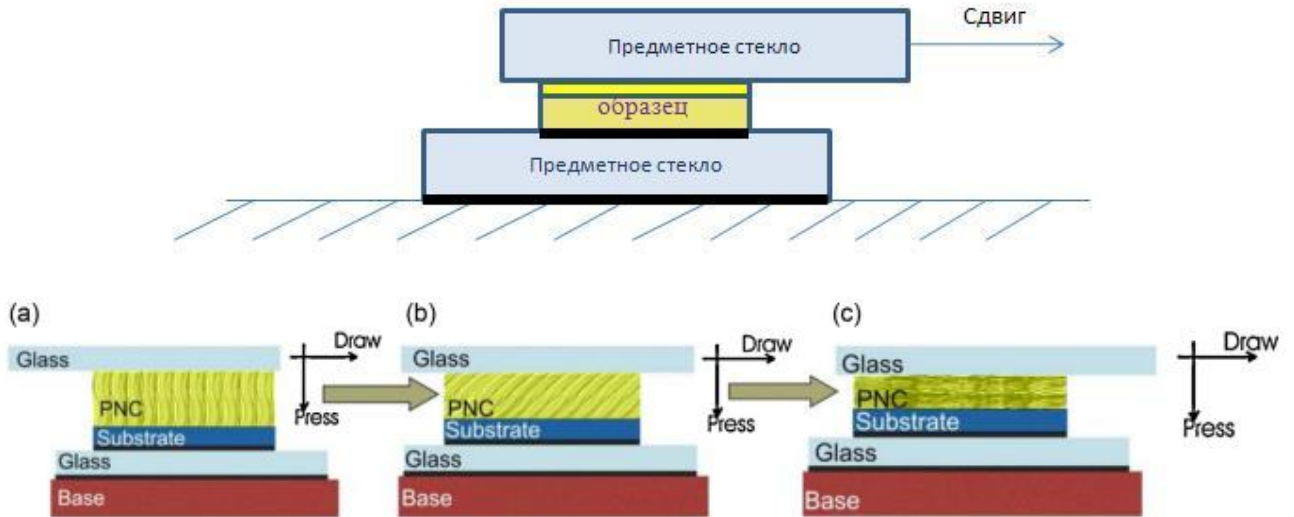 Сдвиг
Предметное стекло
образец
Предметное стекло
(a)
(b)
(c)
Glass
Draw
PNC
Press
Substrate
Glass
Base
Glass
Draw
PNC
Press
Substrate
Glass
Base
Glass
Draw
PNC
Press
Substrate
Glass
Base